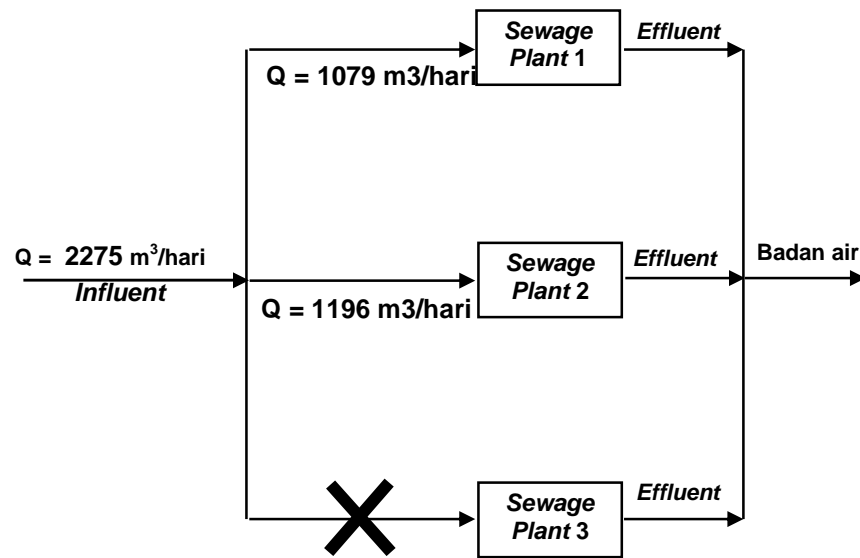 Sewage
Plant 1
Effluent
Q = 1079 m3/hari
Q = 2275 m³/hari
Influent
Sewage
Plant 2
Effluent
Badan air
Q = 1196 m3/hari
Sewage
Plant 3
Effluent